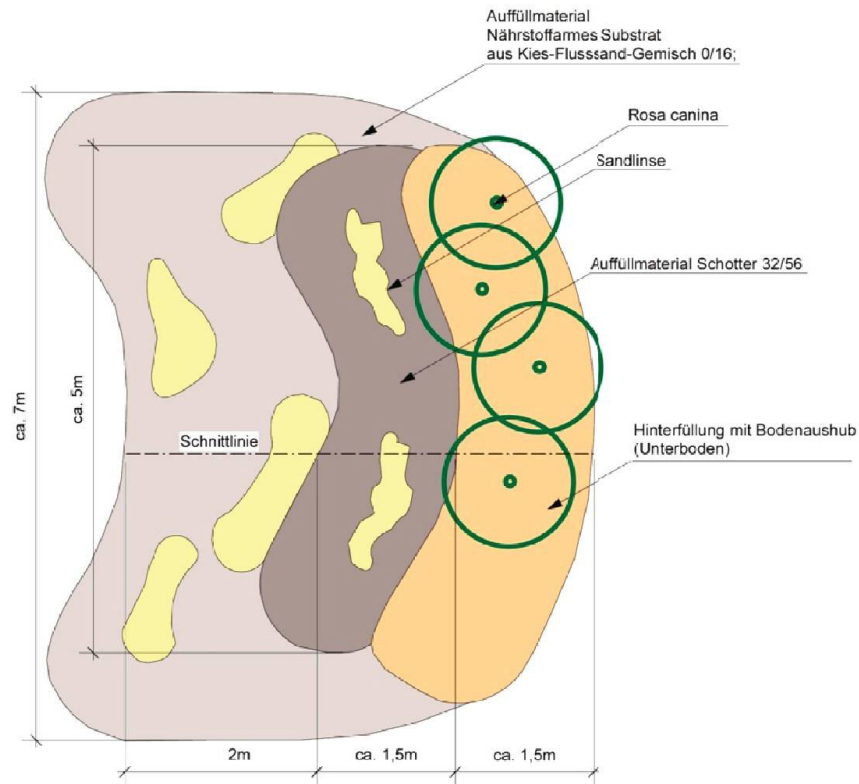 Auffüllmaterial
Nährstoffarmes Substrat
aus Kies-Flusssand-Gemisch 0/16;
Rosa canina
Sandlinse
Auffüllmaterial Schotter 32/56
ca. 7m
ca. 5m
Schnittlinie
Hinterfüllung mit Bodenaushub
(Unterboden)
2m
ca. 1,5m
ca. 1,5m